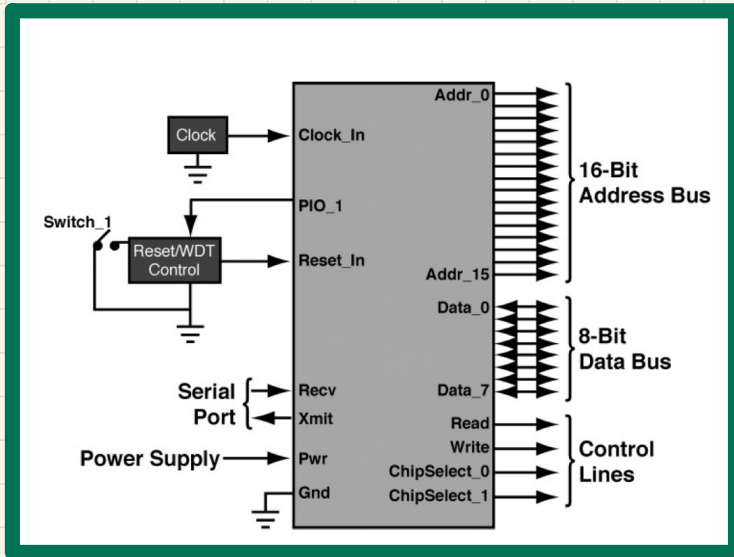 Addr_0
Clock
Clock_In
16-Bit
Address Bus
PIO_1
Switch_1
Reset/WDT
Control
Reset_In
Addr_15
Data_0
8-Bit
Data Bus
Serial
Port
Recv
Data_7
Xmit
Read
Write
Control
Lines
Power Supply
Pwr
ChipSelect_0
Gnd
ChipSelect_1